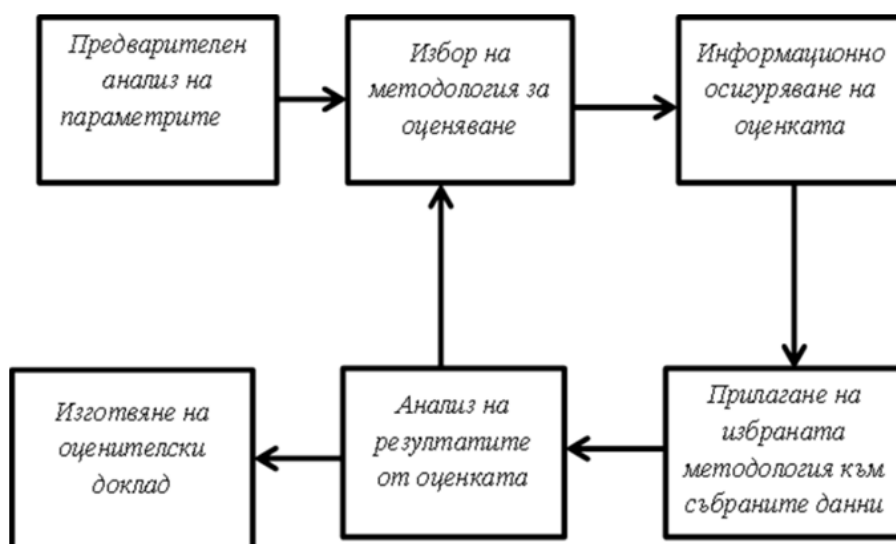 Предварителен
анализ на
параметрите
Избор на
методология за
оценяване
Информационно
осигуряване на
оценката
Прилагане на
избраната
методология към
събраните данни
Анализ на
резултатите
от оценката
Изготвяне на
оценителски
доклад